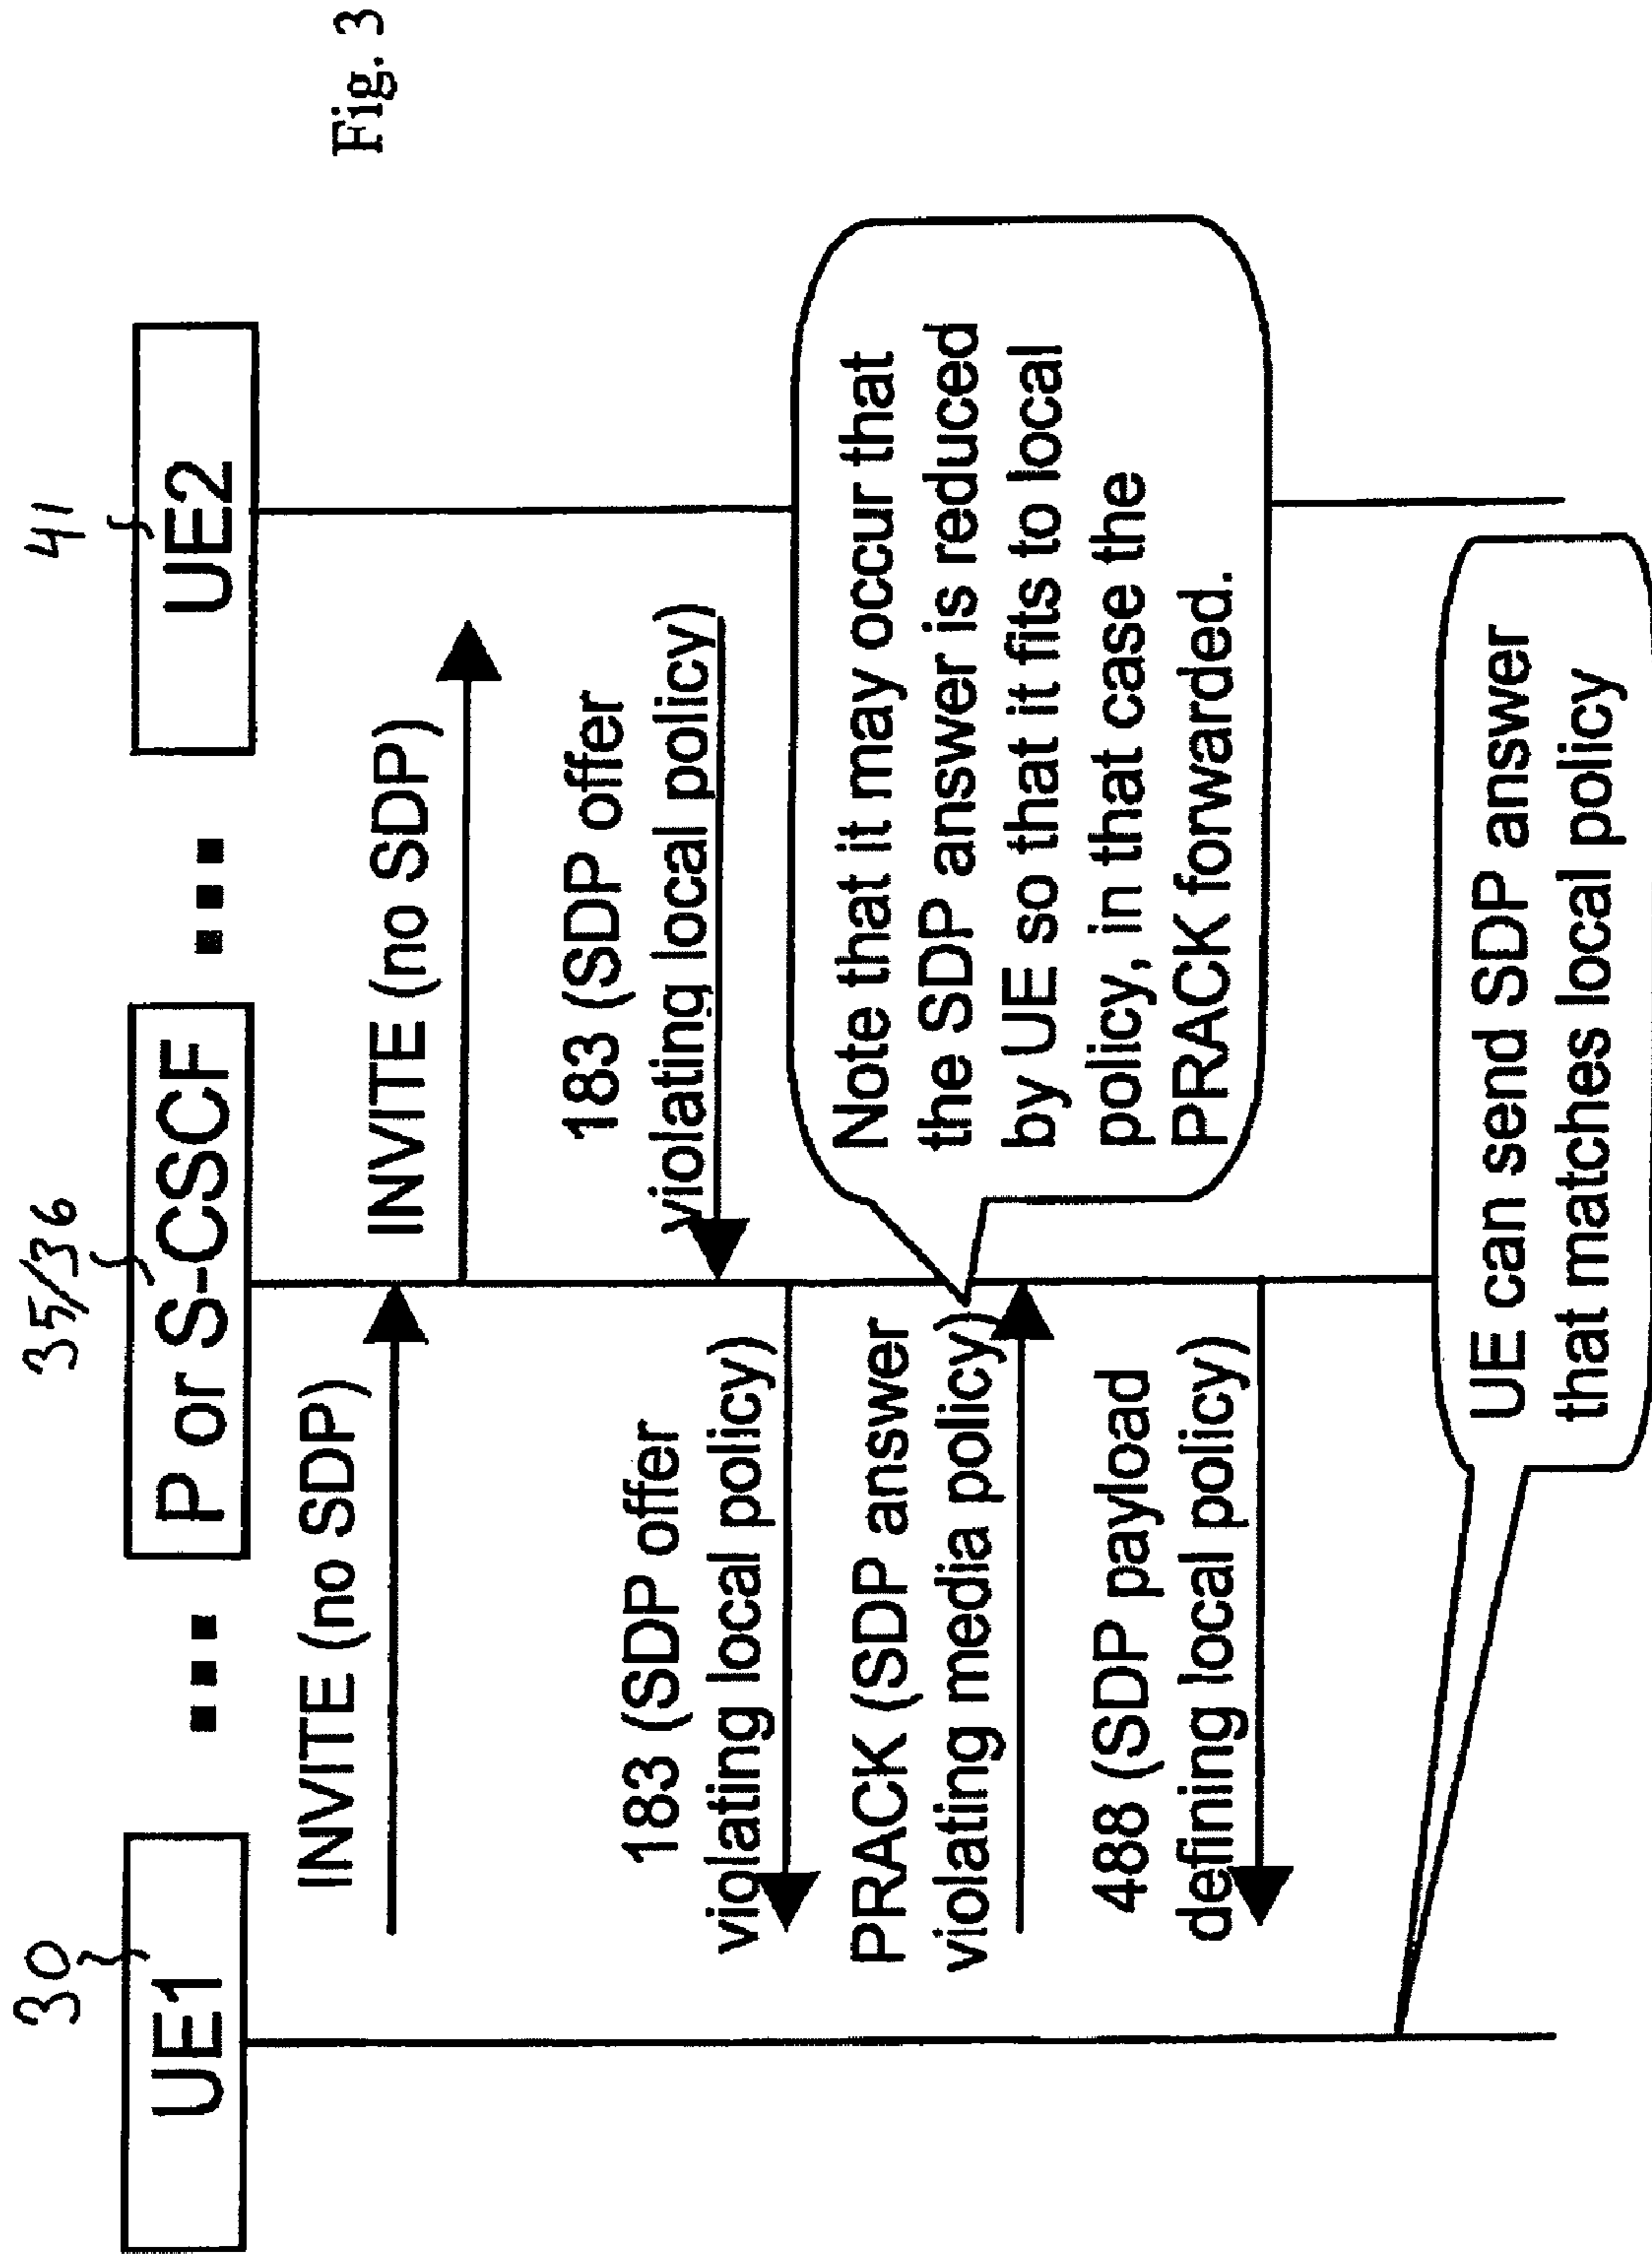 Fig. 3
30
35/36
41
UE1
P or S-CSCF
UE2
INVITE (no SDP)
INVITE (no SDP)
183 (SDP offer
violating local policy)
183 (SDP offer
violating local policy)
PRACK (SDP answer
violating media policy)
Note that it may occur that
the SDP answer is reduced
by UE so that it fits to local
policy, in that case the
PRACK forwarded.
488 (SDP payload
defining local policy)
UE can send SDP answer
that matches local policy